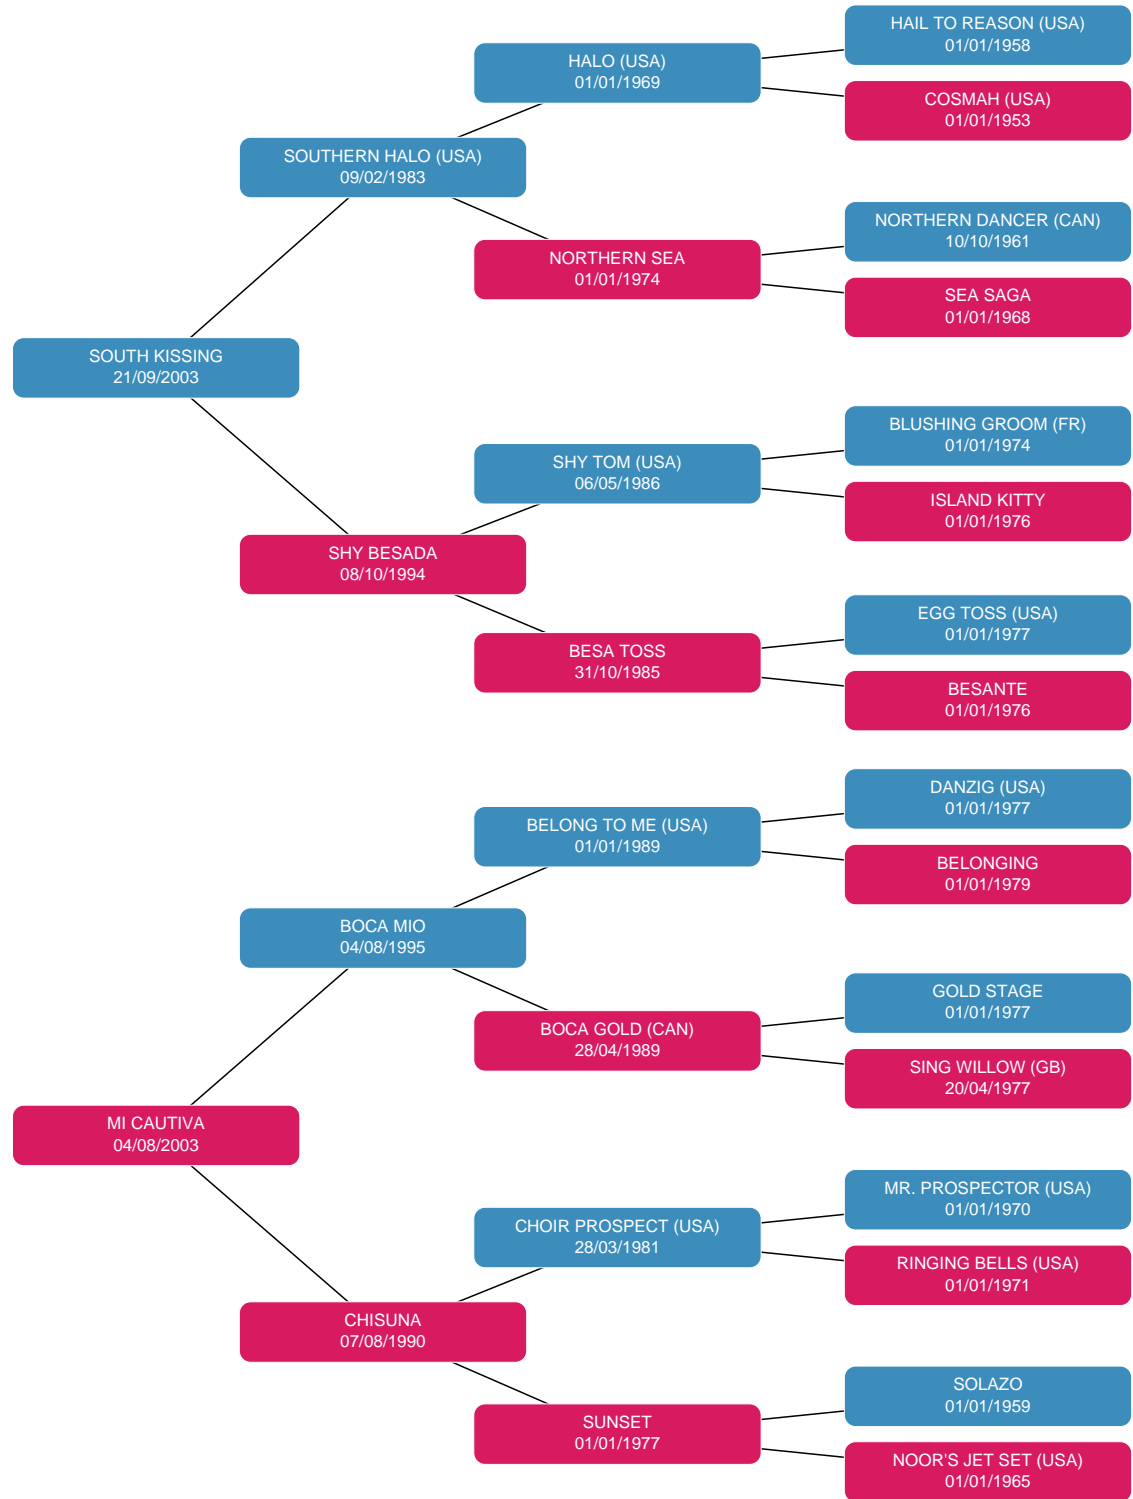 HAIL TO REASON (USA)
01/01/1958
HALO (USA)
01/01/1969
COSMAH (USA)
01/01/1953
SOUTHERN HALO (USA)
09/02/1983
NORTHERN DANCER (CAN)
10/10/1961
NORTHERN SEA
01/01/1974
SEA SAGA
01/01/1968
SOUTH KISSING
21/09/2003
BLUSHING GROOM (FR)
01/01/1974
SHY TOM (USA)
06/05/1986
ISLAND KITTY
01/01/1976
SHY BESADA
08/10/1994
EGG TOSS (USA)
01/01/1977
BESA TOSS
31/10/1985
BESANTE
01/01/1976
DANZIG (USA)
01/01/1977
BELONG TO ME (USA)
01/01/1989
BELONGING
01/01/1979
BOCA MIO
04/08/1995
GOLD STAGE
01/01/1977
BOCA GOLD (CAN)
28/04/1989
SING WILLOW (GB)
20/04/1977
MI CAUTIVA
04/08/2003
MR. PROSPECTOR (USA)
01/01/1970
CHOIR PROSPECT (USA)
28/03/1981
RINGING BELLS (USA)
01/01/1971
CHISUNA
07/08/1990
SOLAZO
01/01/1959
SUNSET
01/01/1977
NOOR'S JET SET (USA)
01/01/1965